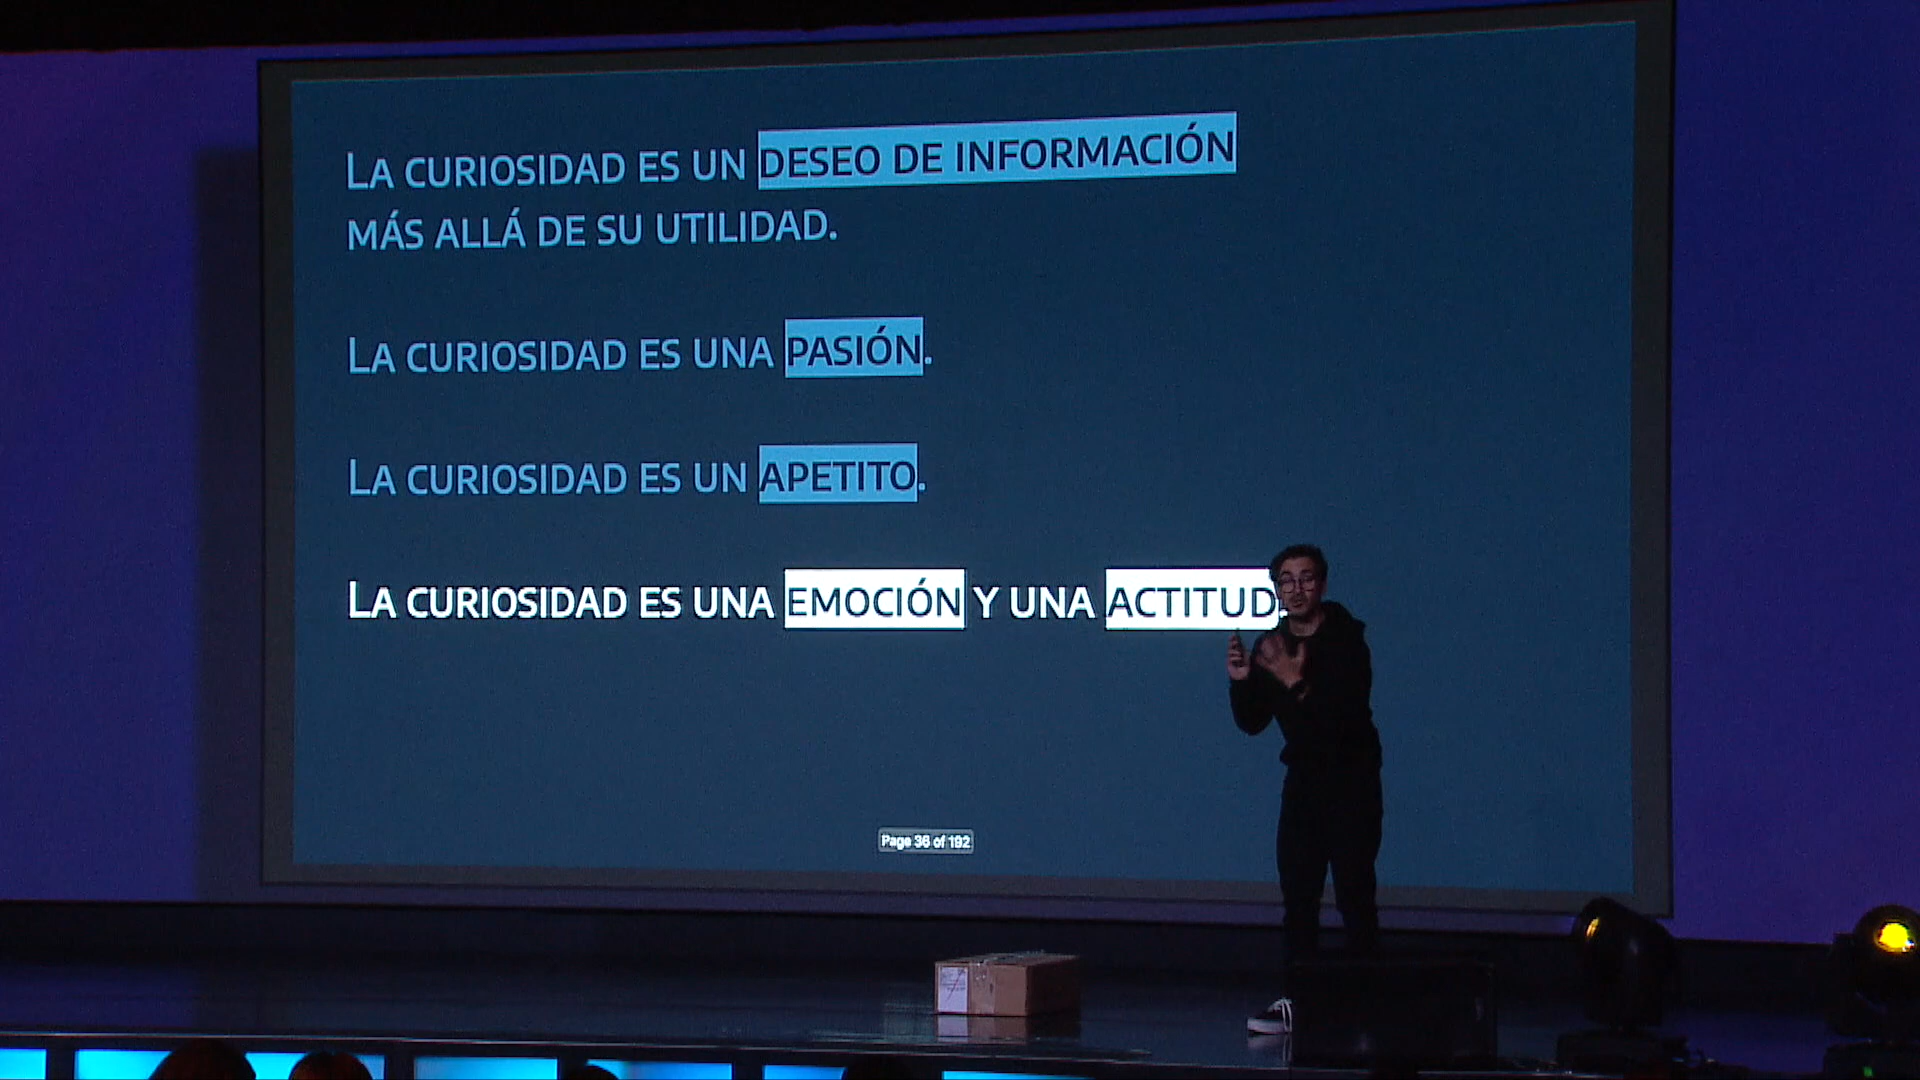 LA CURIOSIDAD ES UN DESEO DE INFORMACIÓN
MÁS ALLÁ DE SU UTILIDAD.
LA CURIOSIDAD ES UNA PASIÓN.
LA CURIOSIDAD ES UN APETITO.
LA CURIOSIDAD ES UNA EMOCIÓN Y UNA ACTITUD.
Page 36 of 192